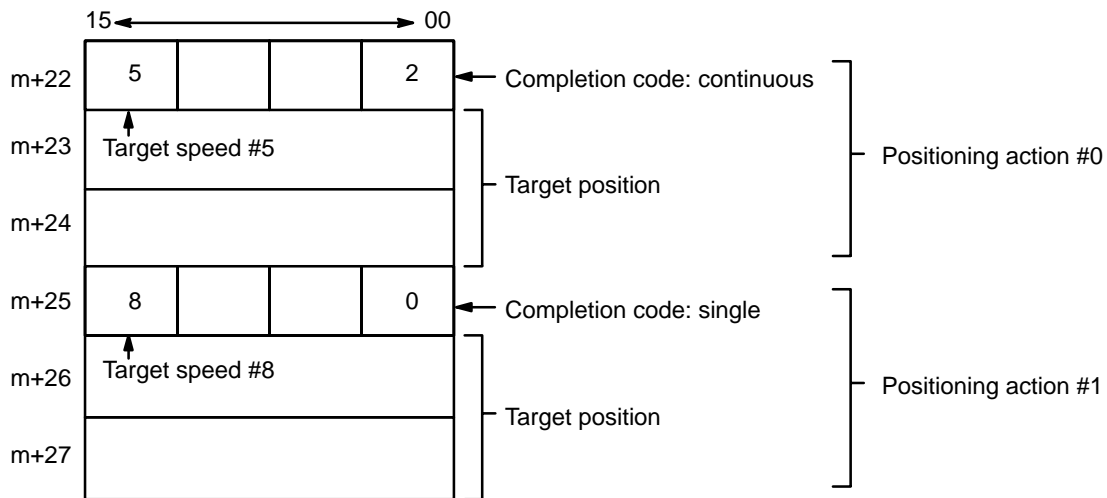 15 00
m+22 5 2 Completion code: continuous
m+23 Target speed #5
Positioning action #0
Target position
m+24
m+25 8 0 Completion code: single
m+26 Target speed #8
Positioning action #1
Target position
m+27